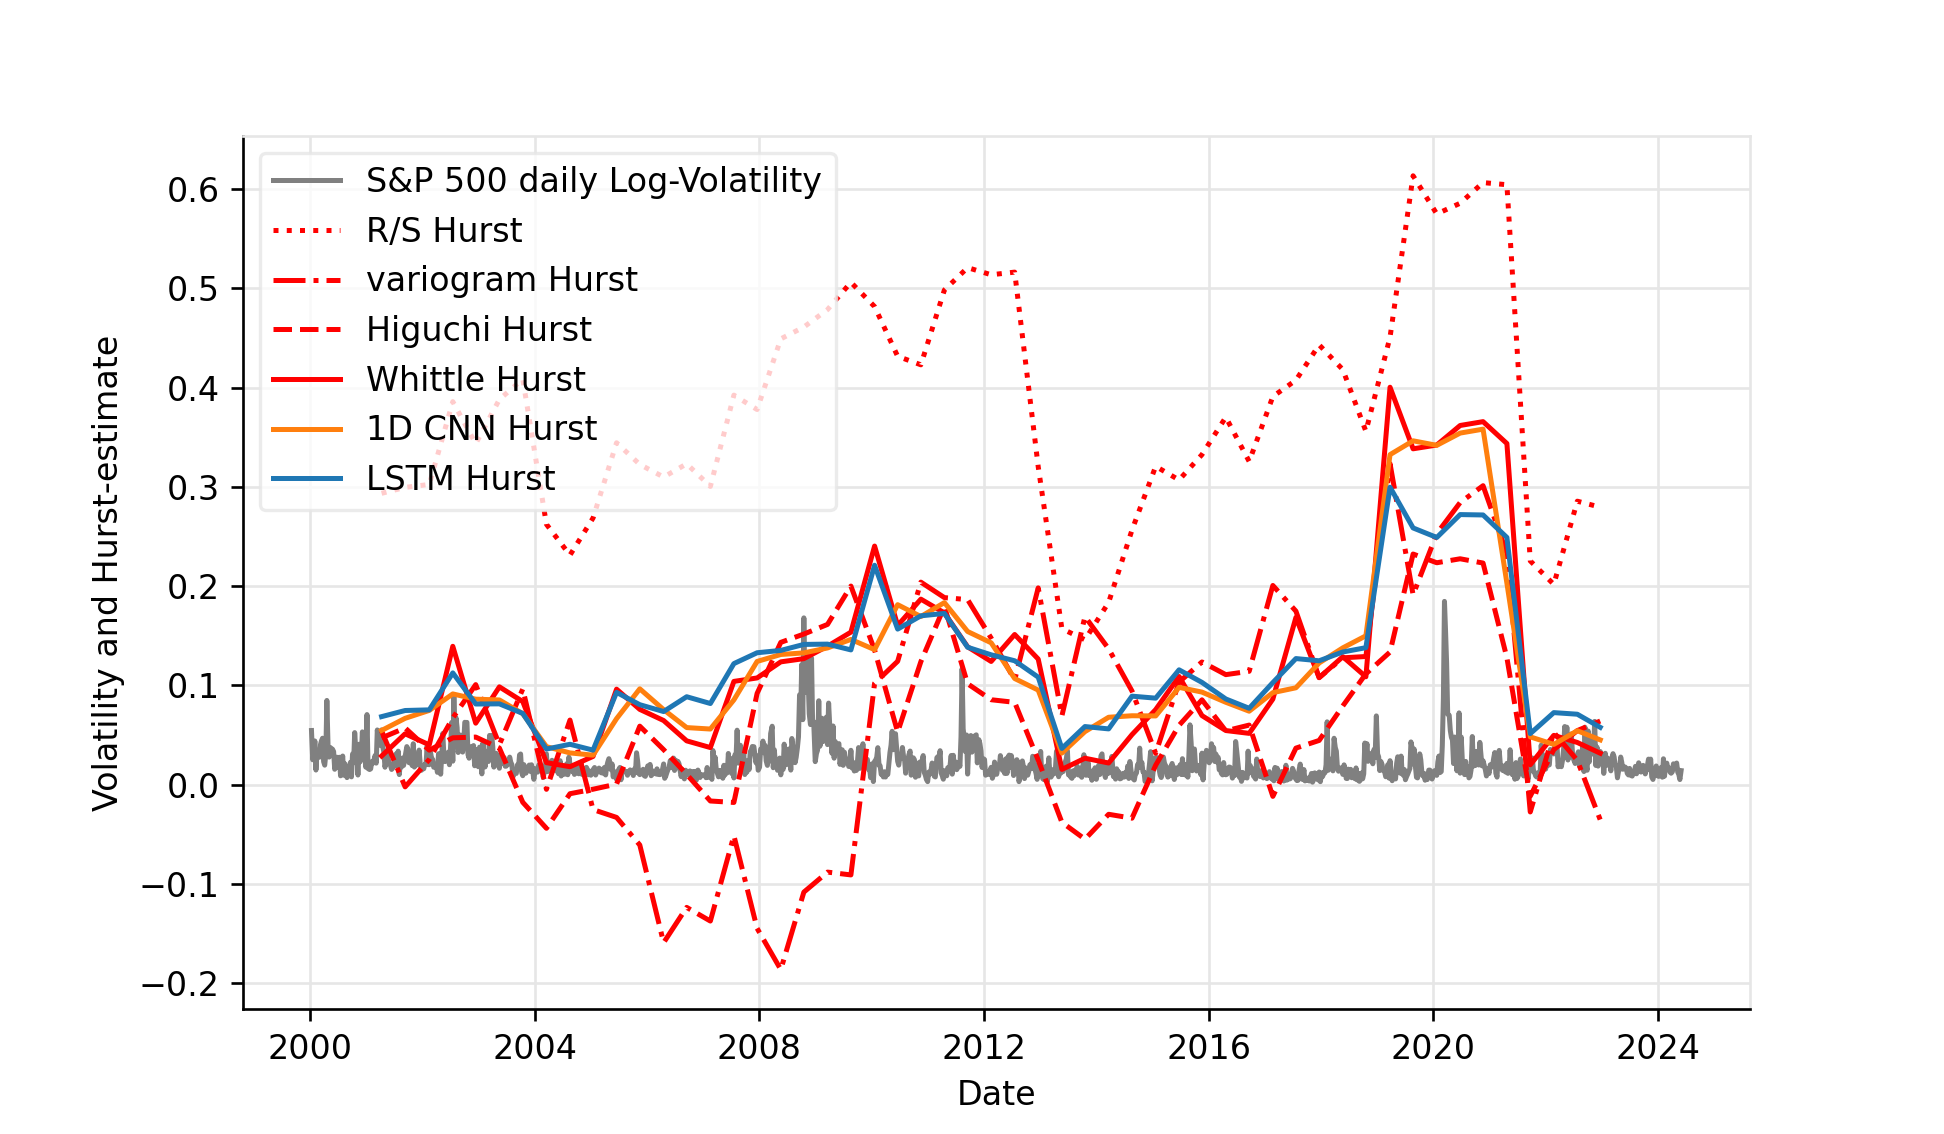 S&P 500 daily Log-Volatility
R/S Hurst
variogram Hurst
Higuchi Hurst
Whittle Hurst
1D CNN Hurst
LSTM Hurst
Volatility and Hurst-estimate
0.6
0.5
0.4
0.3
0.2
0.1
0.0
−0.1
−0.2
2000 2004 2008 2012 2016 2020 2024
Date